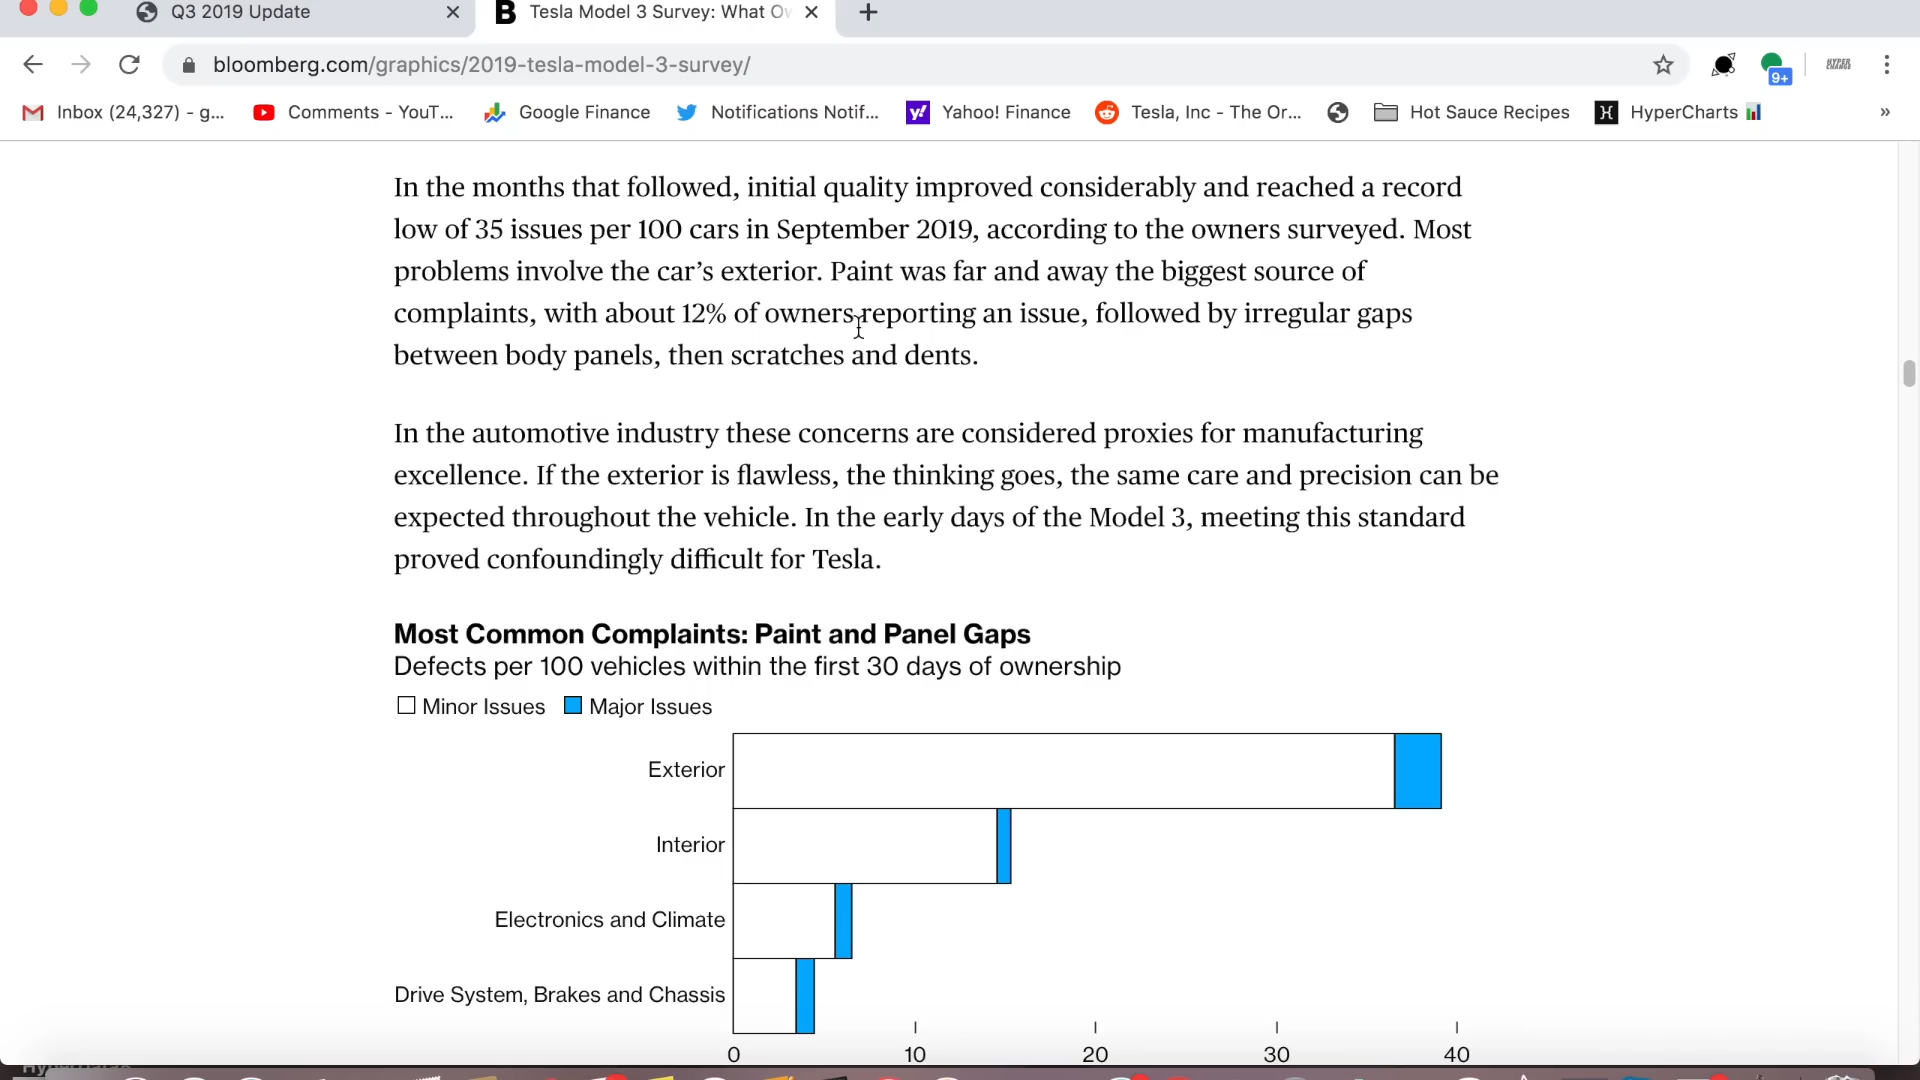 Q3 2019 Update
B Tesla Model 3 Survey: What Ow
bloomberg.com/graphics/2019-tesla-model-3-survey/
9+
HYPER
CHANGE
Inbox (24,327) - g...
Comments - YouT...
Google Finance
Notifications Notif...
Yahoo! Finance
Tesla, Inc - The Or...
Hot Sauce Recipes
HyperCharts
»
In the months that followed, initial quality improved considerably and reached a record
low of 35 issues per 100 cars in September 2019, according to the owners surveyed. Most
problems involve the car’s exterior. Paint was far and away the biggest source of
complaints, with about 12% of owners reporting an issue, followed by irregular gaps
between body panels, then scratches and dents.
In the automotive industry these concerns are considered proxies for manufacturing
excellence. If the exterior is flawless, the thinking goes, the same care and precision can be
expected throughout the vehicle. In the early days of the Model 3, meeting this standard
proved confoundingly difficult for Tesla.
Most Common Complaints: Paint and Panel Gaps
Defects per 100 vehicles within the first 30 days of ownership
Minor Issues Major Issues
Exterior
Interior
Electronics and Climate
Drive System, Brakes and Chassis
0 10 20 30 40